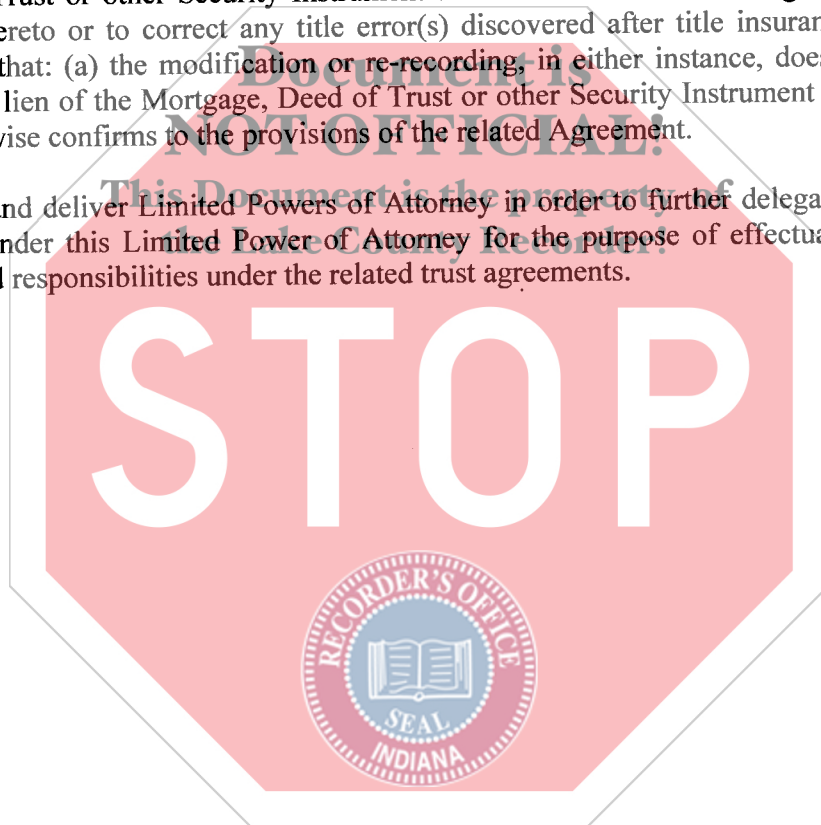 Trust or other Security
ereto or to correct any title error(s) discovered after title insuran
that: (a) the modification or re-recording, in either instance, doe
Document is
lien of the Mortgage, Deed of Trust or other Security Instrument
NOT OFFICIAL!
wise confirms to the provisions of the related Agreement.
This Document is the property of
nd deliver Limited Powers of Attorney in order to further delega
nder this Limited Power of Attorney for the purpose of effectua
the Lake County Recorder!
responsibilities under the related trust agreements.
STOP
RECORDER'S OFFICE
SEAL
INDIANA